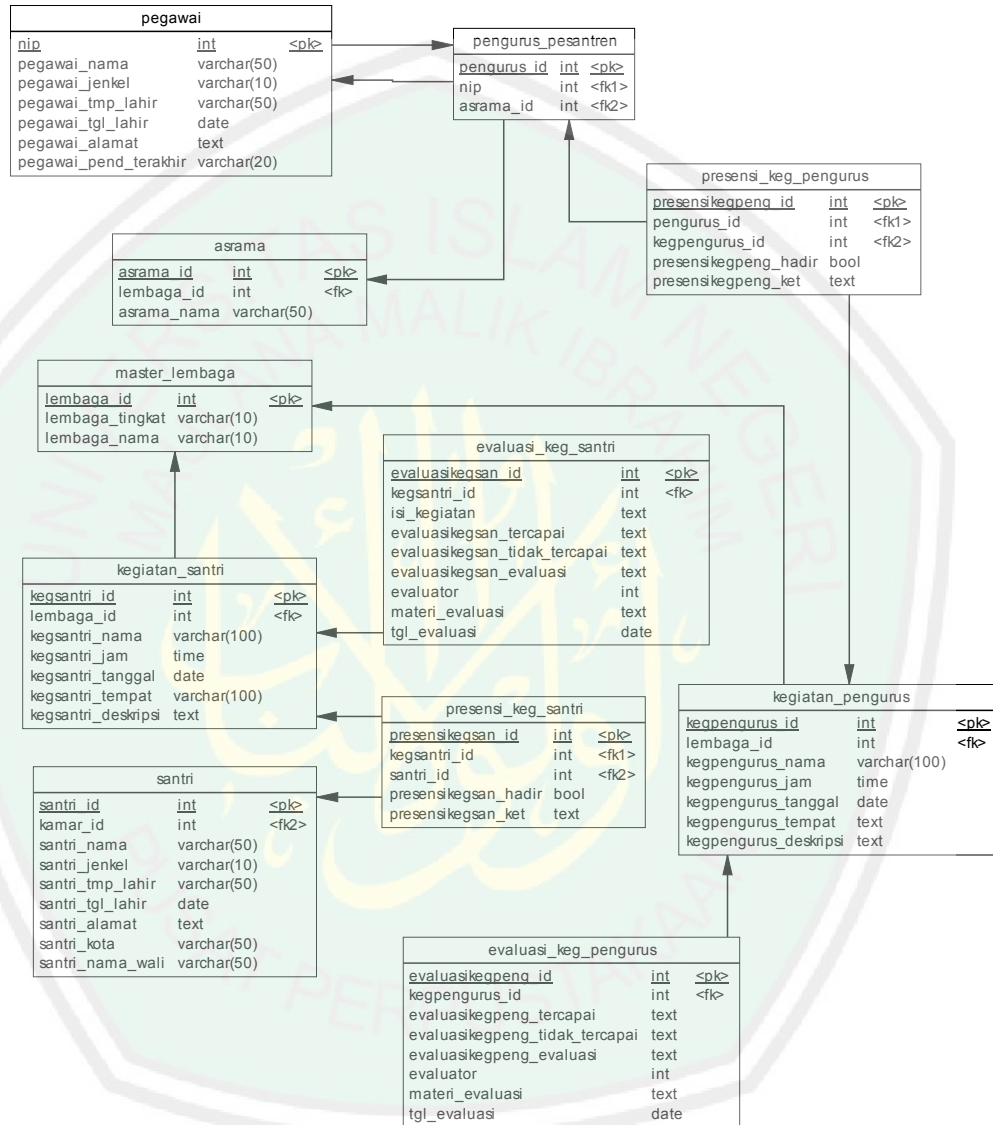 pegawai
nip int <pk>
pegawai_nama varchar(50)
pegawai_jenkel varchar(10)
pegawai_tmp_lahir varchar(50)
pegawai_tgl_lahir date
pegawai_alamat text
pegawai_pend_terakhir varchar(20)
pengurus_pesantren
pengurus_id int <pk>
nip int <fk1>
asrama_id int <fk2>
presensi_keg_pengurus
presensikegpeng_id int <pk>
pengurus_id int <fk1>
kegpengurus_id int <fk2>
presensikegpeng_hadir bool
presensikegpeng_ket text
asrama
asrama_id int <pk>
lembaga_id int <fk>
asrama_nama varchar(50)
master_lembaga
lembaga_id int <pk>
lembaga_tingkat varchar(10)
lembaga_nama varchar(10)
evaluasi_keg_santri
evaluasikegsan_id int <pk>
kegsantri_id int <fk>
isi_kegiatan text
evaluasikegsan_tercapai text
evaluasikegsan_tidak_tercapai text
evaluasikegsan_evaluasi text
evaluator int
materi_evaluasi text
tgl_evaluasi date
kegiatan_santri
kegsantri_id int <pk>
lembaga_id int <fk>
kegsantri_nama varchar(100)
kegsantri_jam time
kegsantri_tanggal date
kegsantri_tempat varchar(100)
kegsantri_deskripsi text
presensi_keg_santri
presensikegsan_id int <pk>
kegsantri_id int <fk1>
santri_id int <fk2>
presensikegsan_hadir bool
presensikegsan_ket text
kegiatan_pengurus
kegpengurus_id int <pk>
lembaga_id int <fk>
kegpengurus_nama varchar(100)
kegpengurus_jam time
kegpengurus_tanggal date
kegpengurus_tempat text
kegpengurus_deskripsi text
santri
santri_id int <pk>
kamar_id int <fk2>
santri_nama varchar(50)
santri_jenkel varchar(10)
santri_tmp_lahir varchar(50)
santri_tgl_lahir date
santri_alamat text
santri_kota varchar(50)
santri_nama_wali varchar(50)
evaluasi_keg_pengurus
evaluasikegpeng_id int <pk>
kegpengurus_id int <fk>
evaluasikegpeng_tercapai text
evaluasikegpeng_tidak_tercapai text
evaluasikegpeng_evaluasi text
evaluator int
materi_evaluasi text
tgl_evaluasi date
UNIVERSITAS ISLAM NEGERI
MAULANA MALIK IBRAHIM